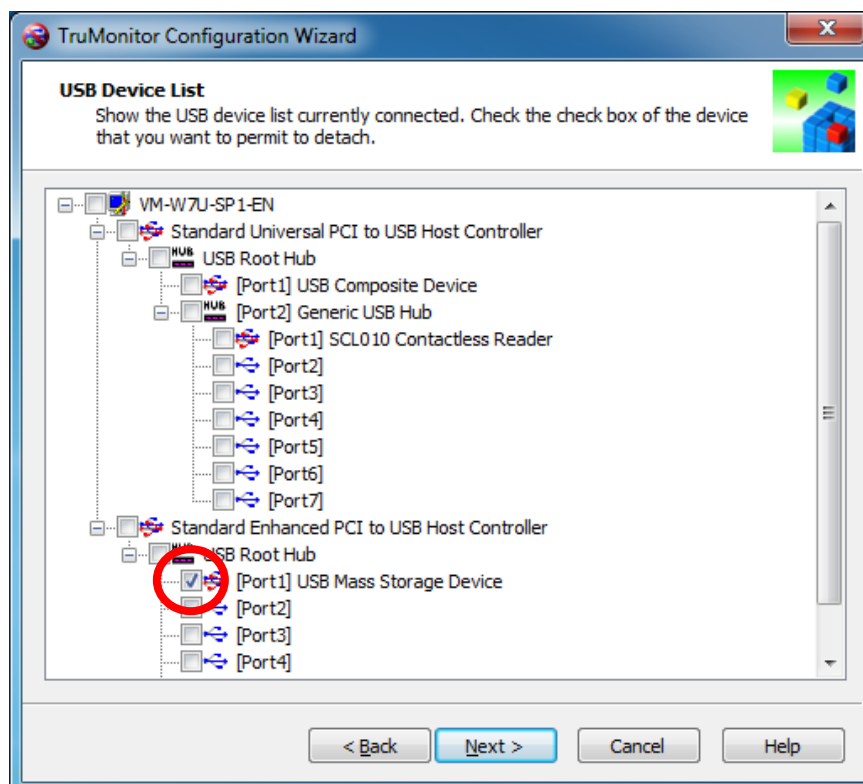 TruMonitor Configuration Wizard
USB Device List
Show the USB device list currently connected. Check the check box of the device
that you want to permit to detach.
VM-W7U-SP1-EN
Standard Universal PCI to USB Host Controller
HUB USB Root Hub
[Port1] USB Composite Device
HUB [Port2] Generic USB Hub
[Port1] SCL010 Contactless Reader
[Port2]
[Port3]
[Port4]
[Port5]
[Port6]
[Port7]
Standard Enhanced PCI to USB Host Controller
HUB USB Root Hub
[Port1] USB Mass Storage Device
[Port2]
[Port3]
[Port4]
< Back Next > Cancel Help